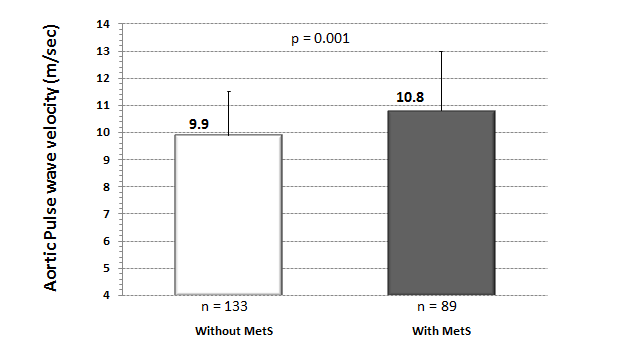 Aortic Pulse wave velocity (m/sec)
14
13
12
11
10
9
8
7
6
5
4
p = 0.001
9.9
10.8
n = 133
n = 89
Without MetS
With MetS